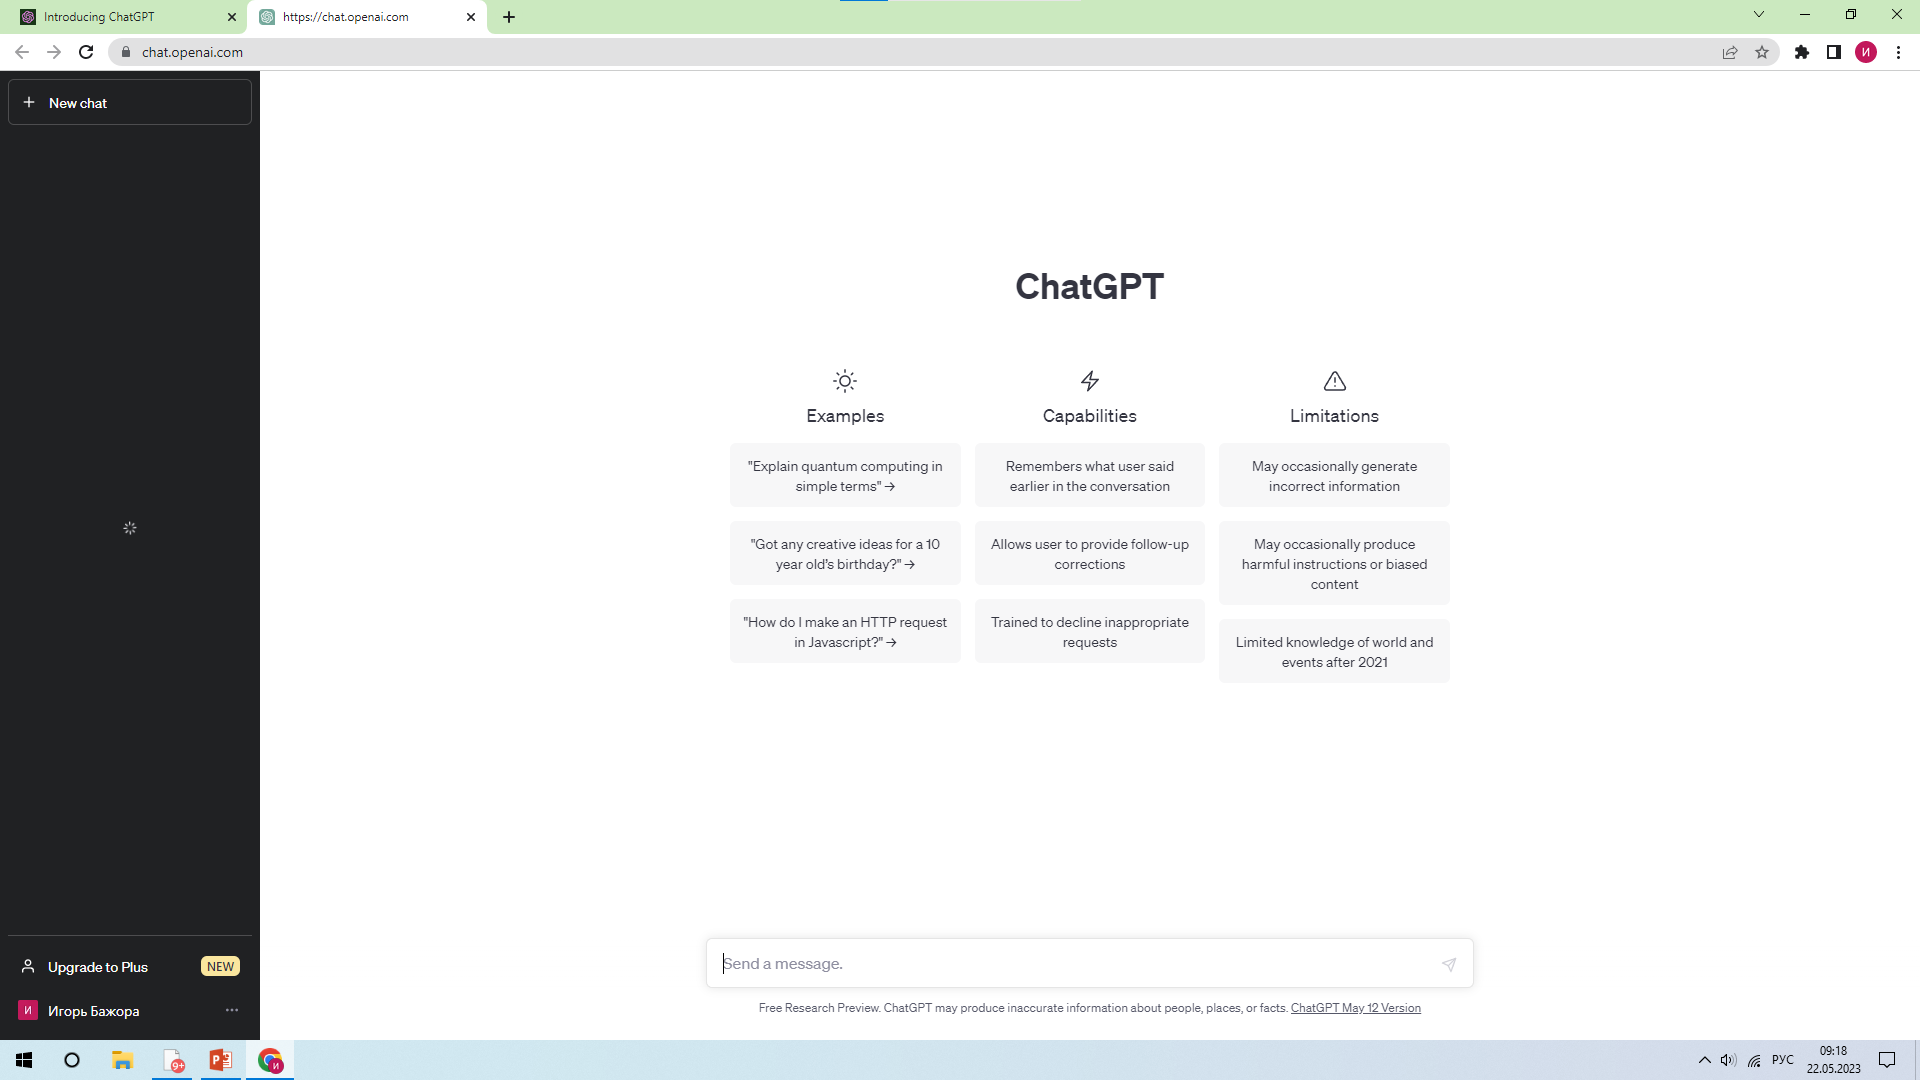 Introducing ChatGPT
https://chat.openai.com
chat.openai.com
И
New chat
ChatGPT
Examples
"Explain quantum computing in
simple terms" →
"Got any creative ideas for a 10
year old's birthday?" →
"How do I make an HTTP request
in Javascript?" →
Capabilities
Remembers what user said
earlier in the conversation
Allows user to provide follow-up
corrections
Trained to decline inappropriate
requests
Limitations
May occasionally generate
incorrect information
May occasionally produce
harmful instructions or biased
content
Limited knowledge of world and
events after 2021
Upgrade to Plus
NEW
И
Игорь Бажора
Send a message.
Free Research Preview. ChatGPT may produce inaccurate information about people, places, or facts. ChatGPT May 12 Version
9+
P
И
РУС
09:18
22.05.2023